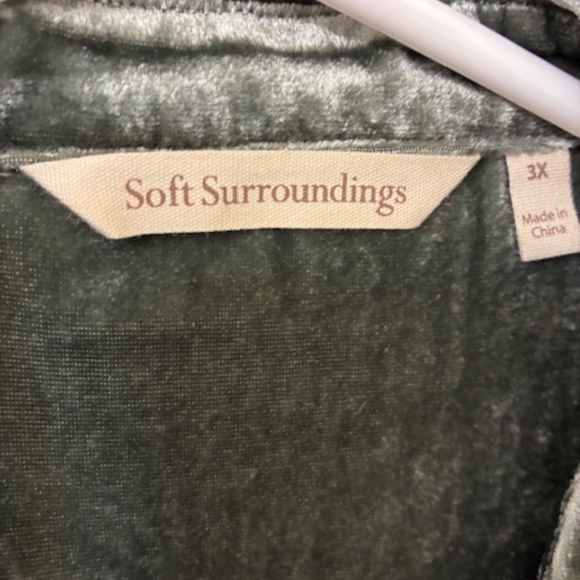 Soft Surroundings
3X
Made in
China